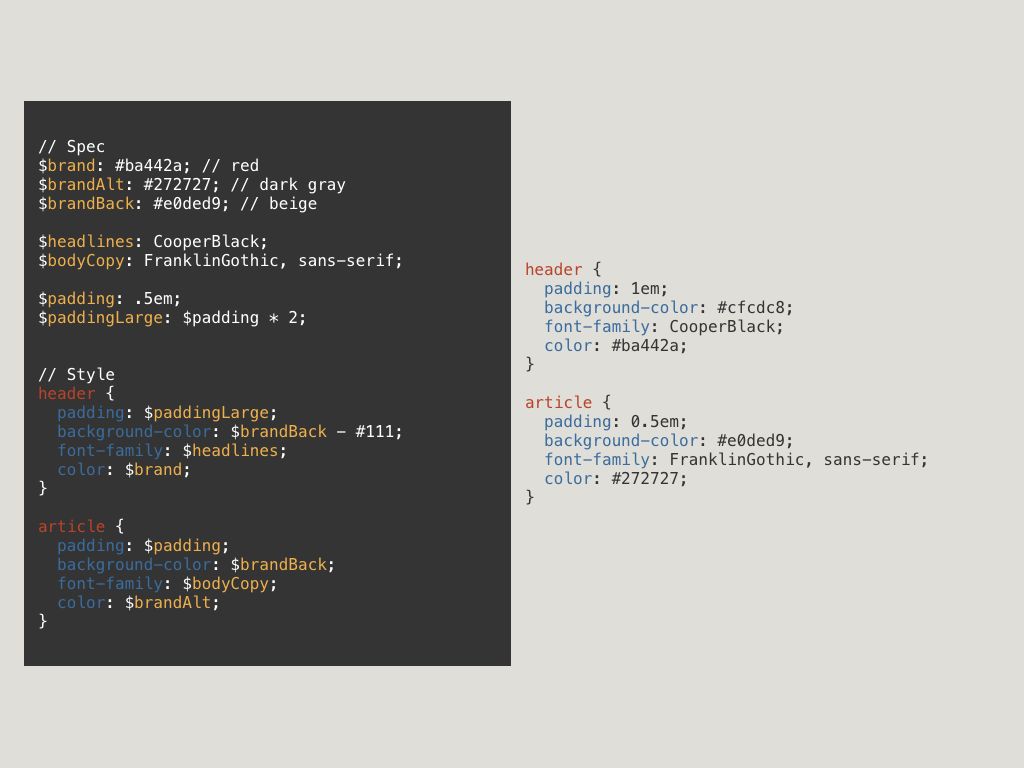 // Spec
$brand: #ba442a; // red
$brandAlt: #272727; // dark gray
$brandBack: #e0ded9; // beige

$headlines: CooperBlack;
$bodyCopy: FranklinGothic, sans-serif;

$padding: .5em;
$paddingLarge: $padding * 2;

// Style
header {
  padding: $paddingLarge;
  background-color: $brandBack - #111;
  font-family: $headlines;
  color: $brand;
}

article {
  padding: $padding;
  background-color: $brandBack;
  font-family: $bodyCopy;
  color: $brandAlt;
}

header {
  padding: 1em;
  background-color: #cfcdc8;
  font-family: CooperBlack;
  color: #ba442a;
}

article {
  padding: 0.5em;
  background-color: #e0ded9;
  font-family: FranklinGothic, sans-serif;
  color: #272727;
}